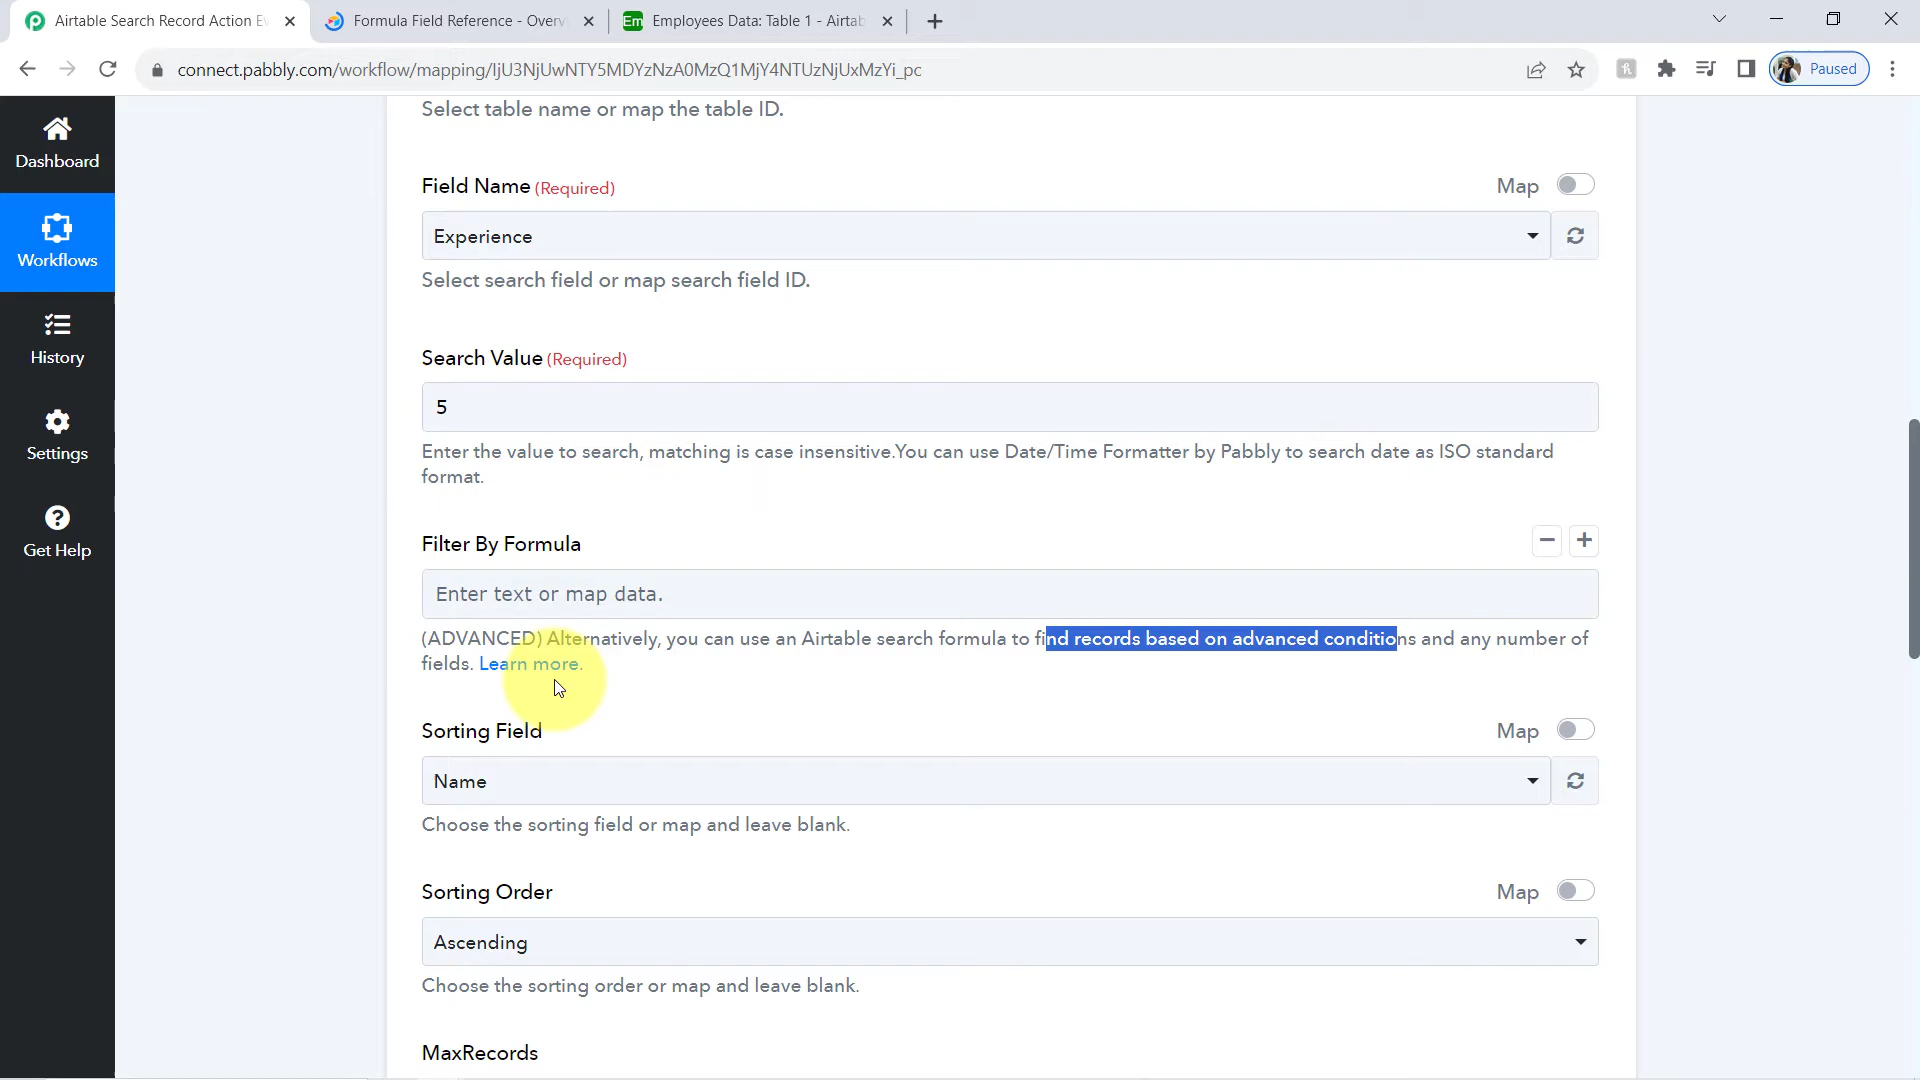 Airtable Search Record Action Ev
Formula Field Reference - Overv
Em Employees Data: Table 1 - Airtab
connect.pabbly.com/workflow/mapping/IjU3NjUwNTY5MDYzNzA0MzQ1MjY4NTUzNjUxMzYi_pc
Paused
Dashboard
Workflows
History
Settings
Get Help
Select table name or map the table ID.
Field Name (Required) Map
Experience
Select search field or map search field ID.
Search Value (Required)
5
Enter the value to search, matching is case insensitive.You can use Date/Time Formatter by Pabbly to search date as ISO standard
format.
Filter By Formula
Enter text or map data.
(ADVANCED) Alternatively, you can use an Airtable search formula to find records based on advanced conditions and any number of
fields. Learn more.
Sorting Field Map
Name
Choose the sorting field or map and leave blank.
Sorting Order Map
Ascending
Choose the sorting order or map and leave blank.
MaxRecords